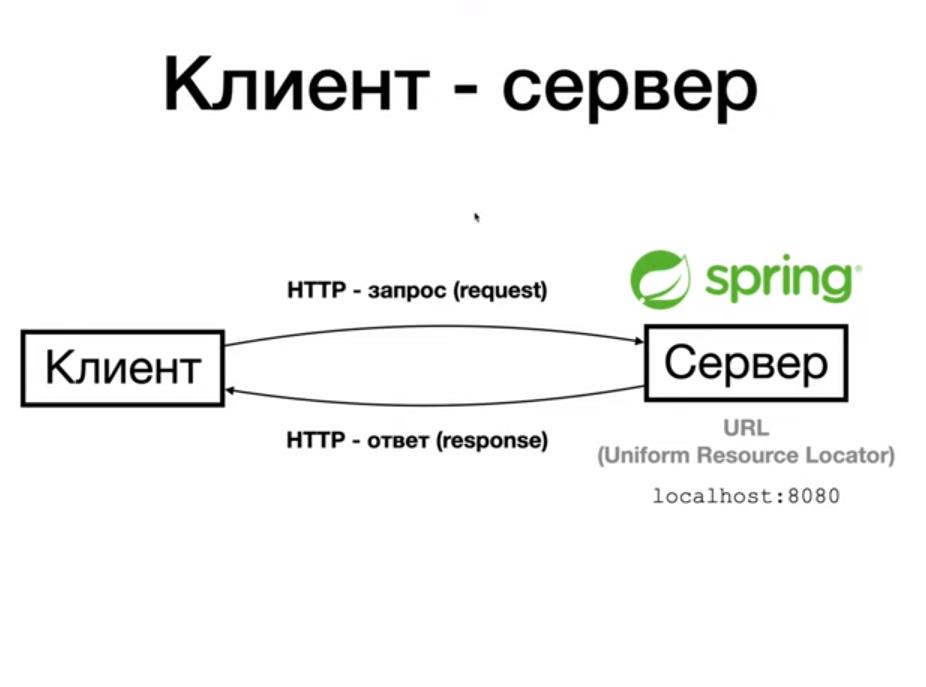 Клиент - сервер
HTTP - запрос (request)
spring
Клиент
Сервер
HTTP - ответ (response)
URL
(Uniform Resource Locator)
localhost:8080